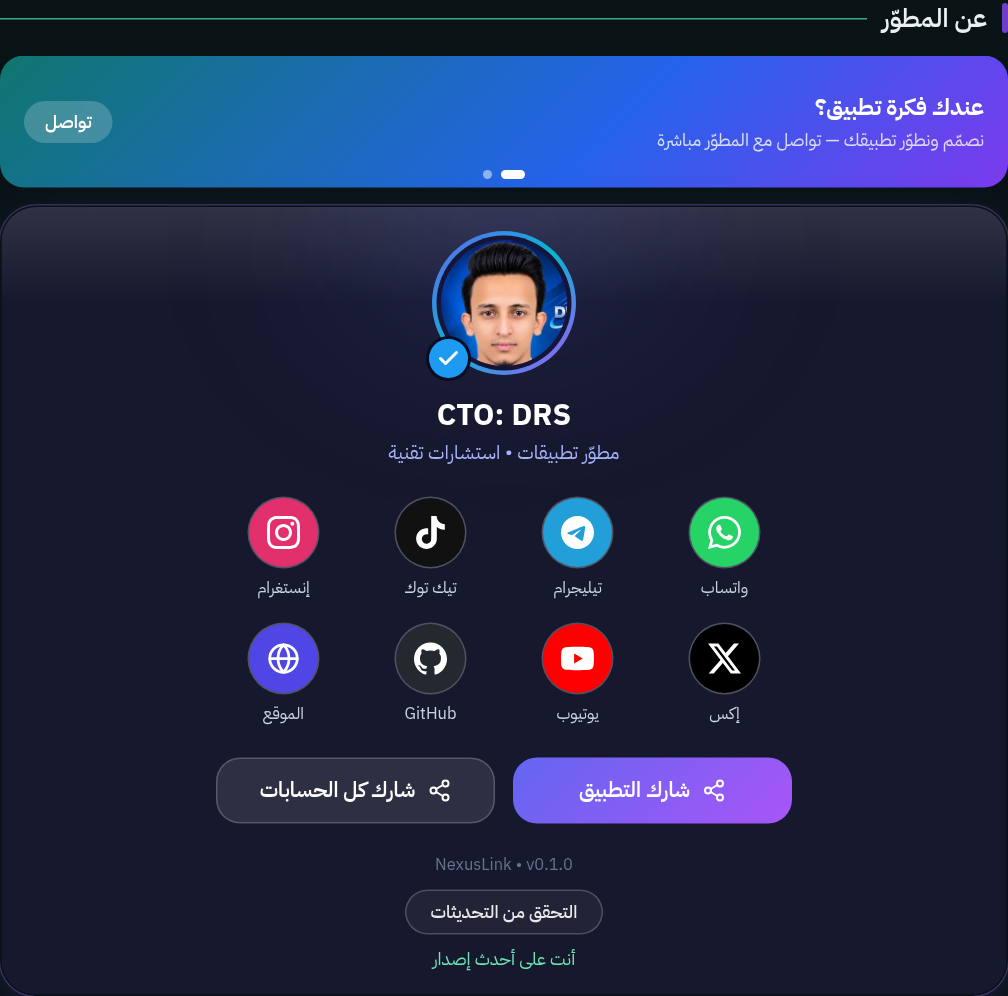 عن المطوّر
عندك فكرة تطبيق؟
نصمّم ونطوّر تطبيقك — تواصل مع المطوّر مباشرة
تواصل
CTO: DRS
مطوّر تطبيقات • استشارات تقنية
واتساب
تيليجرام
تيك توك
إنستغرام
إكس
يوتيوب
GitHub
الموقع
شارك التطبيق
شارك كل الحسابات
NexusLink • v0.1.0
التحقق من التحديثات
أنت على أحدث إصدار